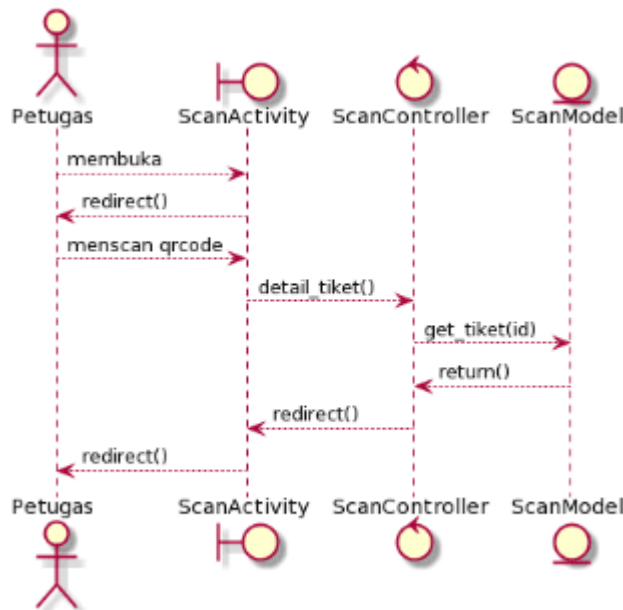 Petugas ScanActivity ScanController ScanModel
membuka
redirect()
menscan qrcode
detail_tiket()
get_tiket(id)
return()
redirect()
redirect()
Petugas ScanActivity ScanController ScanModel